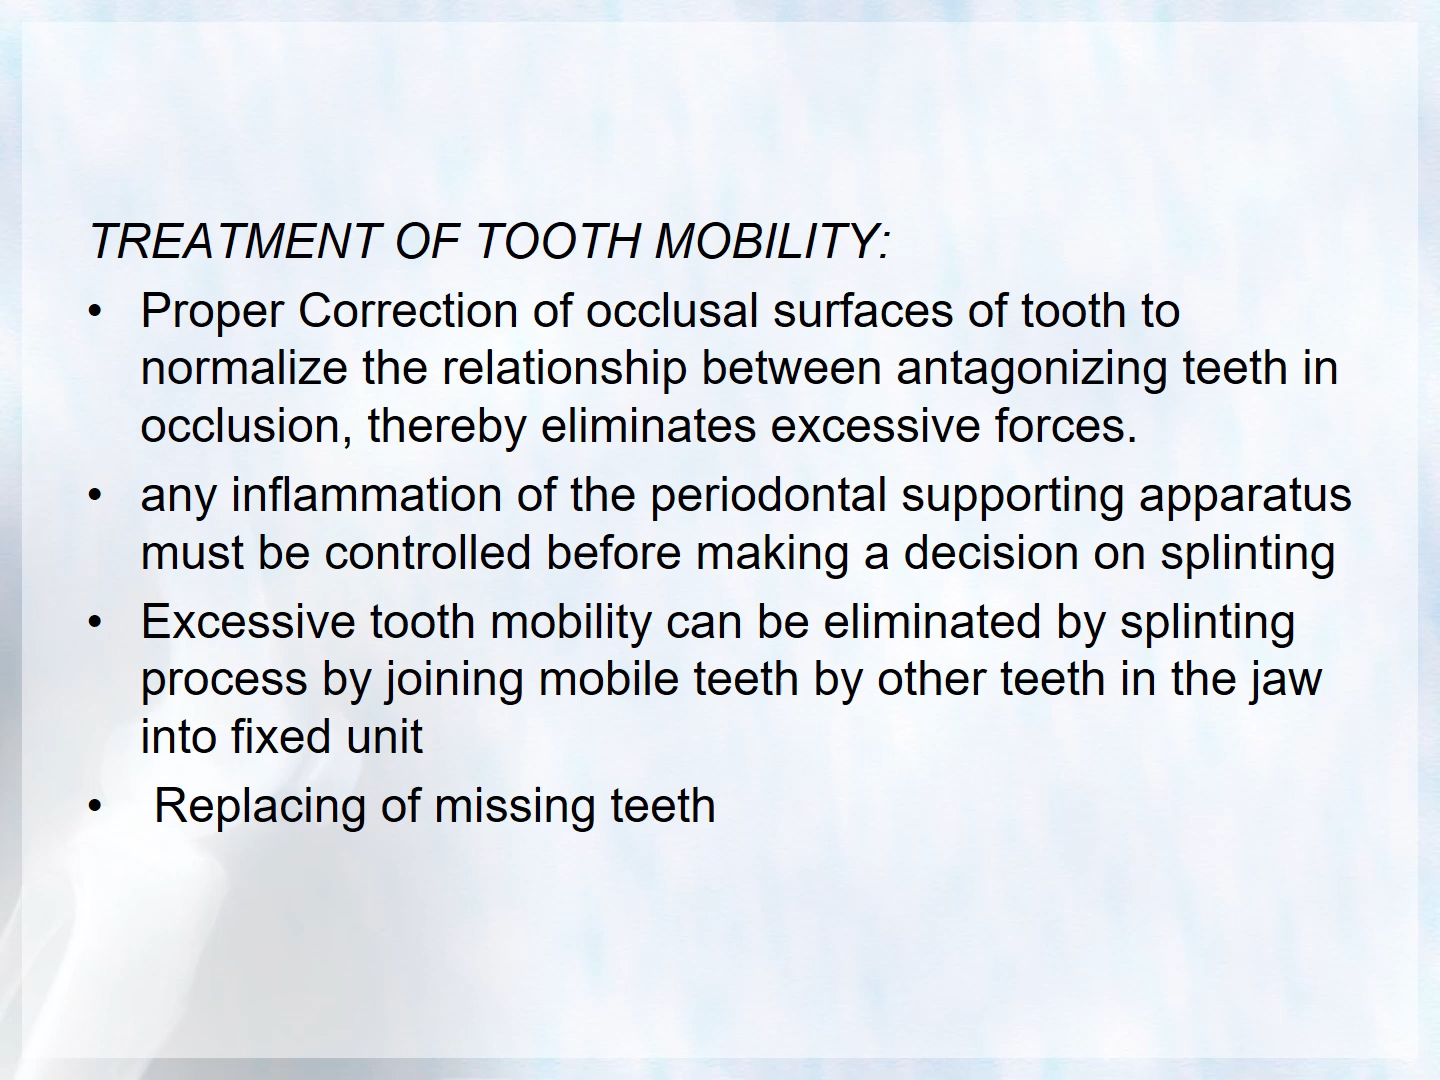 TREATMENT OF TOOTH MOBILITY:
• Proper Correction of occlusal surfaces of tooth to
normalize the relationship between antagonizing teeth in
occlusion, thereby eliminates excessive forces.
• any inflammation of the periodontal supporting apparatus
must be controlled before making a decision on splinting
• Excessive tooth mobility can be eliminated by splinting
process by joining mobile teeth by other teeth in the jaw
into fixed unit
• Replacing of missing teeth